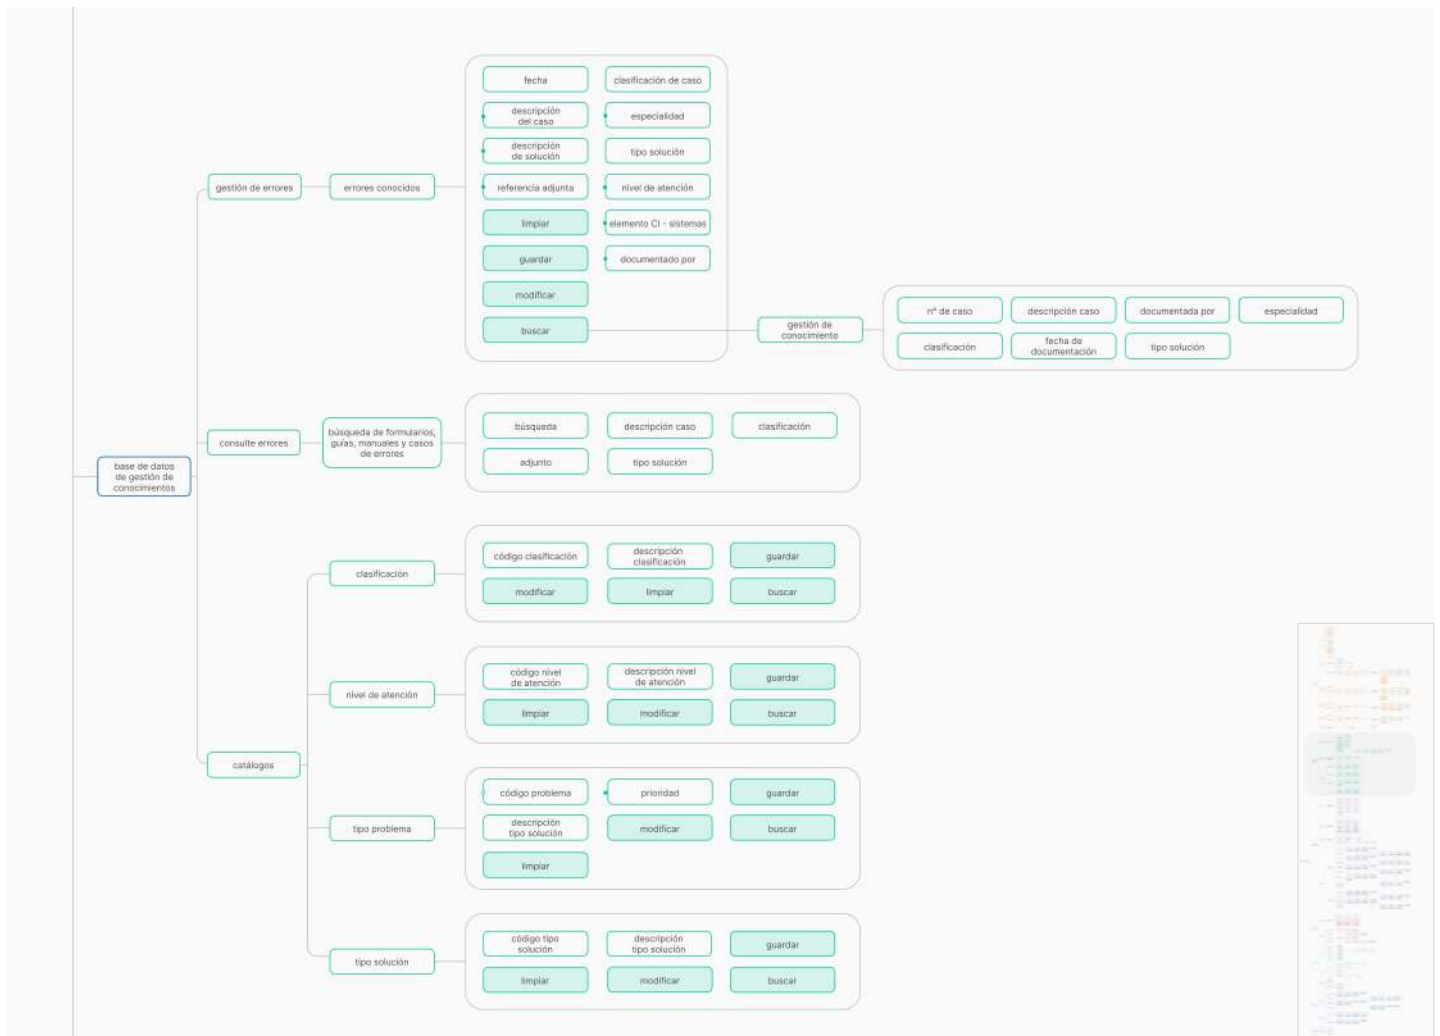 fecha
clasificación de caso
descripción
del caso
especialidad
descripción
de solución
tipo solución
gestión de errores
errores conocidos
referencia adjunta
nivel de atención
limpiar
elemento CI - sistemas
guardar
documentado por
modificar
buscar
gestión de
conocimiento
nº de caso
descripción caso
documentada por
especialidad
clasificación
fecha de
documentación
tipo solución
consulte errores
búsqueda de formularios,
guías, manuales y casos
de errores
búsqueda
descripción caso
clasificación
adjunto
tipo solución
base de datos
de gestión de
conocimientos
clasificación
código clasificación
descripción
clasificación
guardar
modificar
limpiar
buscar
nivel de atención
código nivel
de atención
descripción nivel
de atención
guardar
limpiar
modificar
buscar
catálogos
tipo problema
código problema
prioridad
guardar
descripción
tipo solución
modificar
buscar
limpiar
tipo solución
código tipo
solución
descripción
tipo solución
guardar
limpiar
modificar
buscar